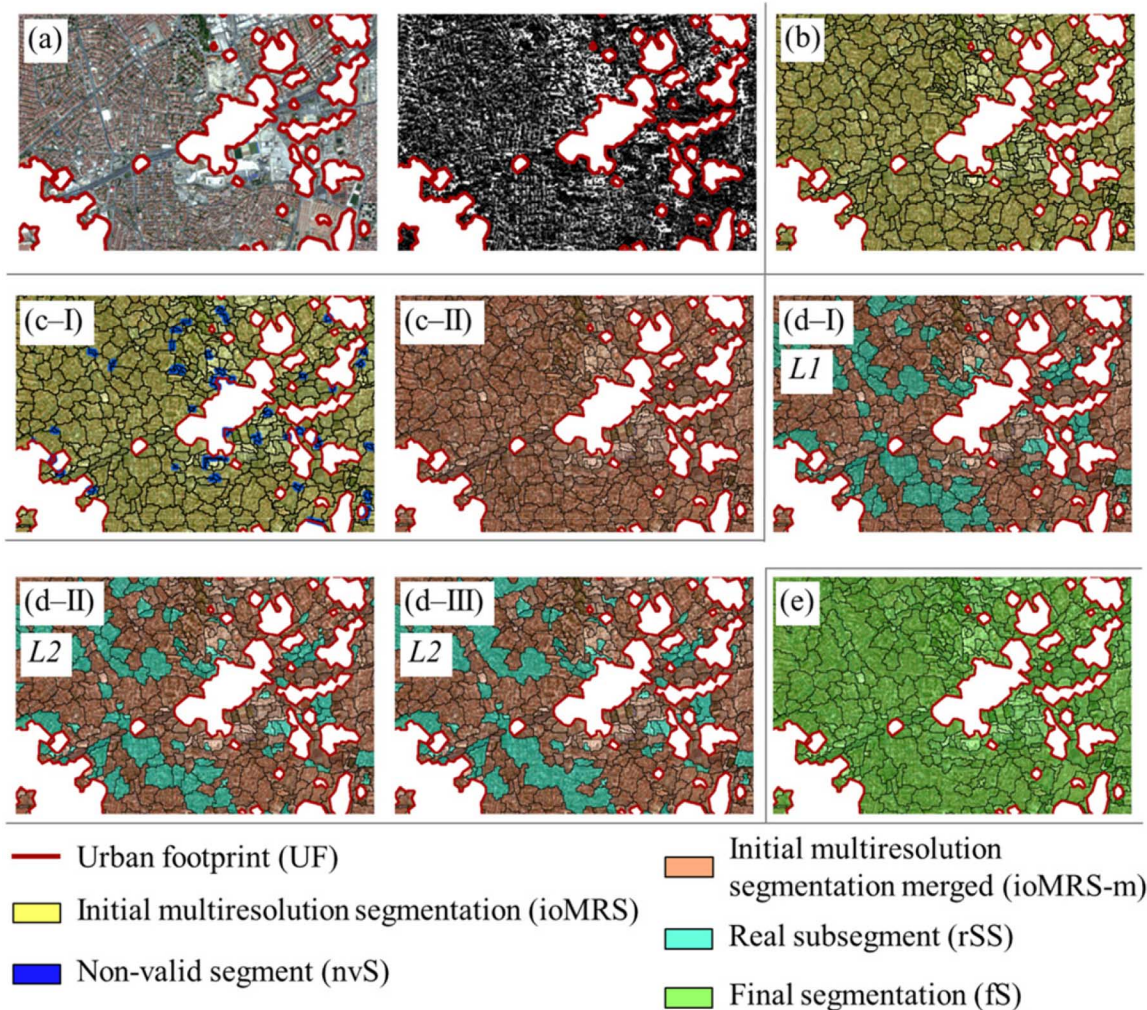 (a)
(b)
(c–I)
(c–II)
(d–I)
L1
(d–II)
L2
(d–III)
L2
(e)
Urban footprint (UF)
Initial multiresolution segmentation (ioMRS)
Non-valid segment (nvS)
Initial multiresolution
segmentation merged (ioMRS-m)
Real subsegment (rSS)
Final segmentation (fS)